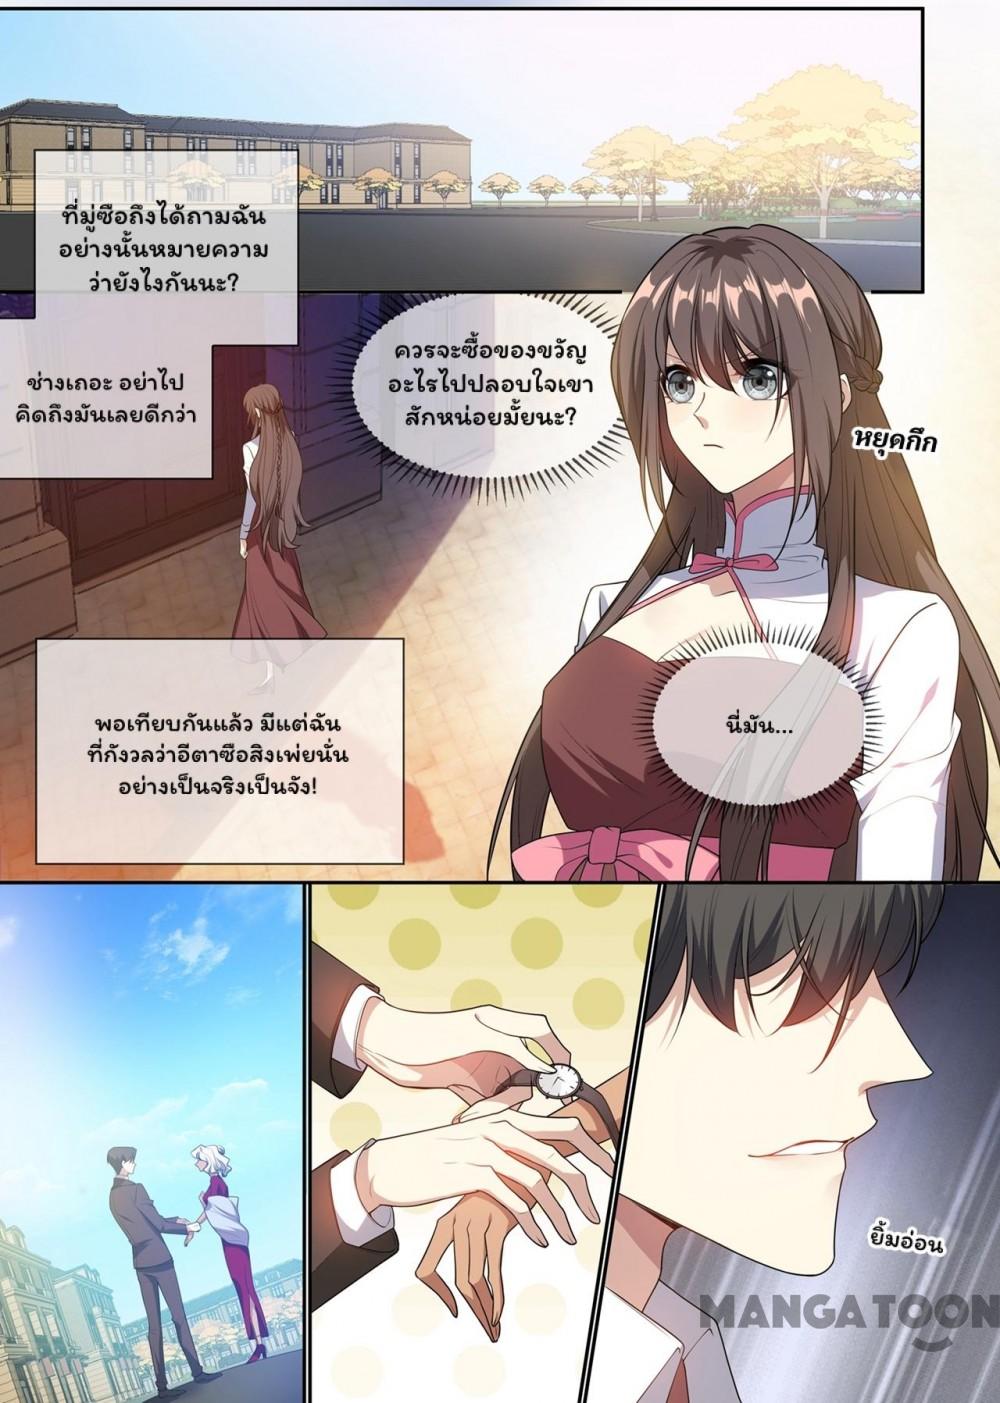 ที่มู่ซือถึงได้ถามฉัน
อย่างนั้นหมายความ
ว่ายังไงกันนะ?
ช่างเถอะ อย่าไป
คิดถึงมันเลยดีกว่า
ควรจะซื้อของขวัญ
อะไรไปปลอบใจเขา
สักหน่อยมั้ยนะ?
หยุดกึก
พอเทียบกันแล้ว มีแต่ฉัน
ที่กังวลว่าอีตาซือสิงเพ่ยนั่น
อย่างเป็นจริงเป็นจัง!
นี่มัน...
ยิ้มอ่อน
MANGATOON